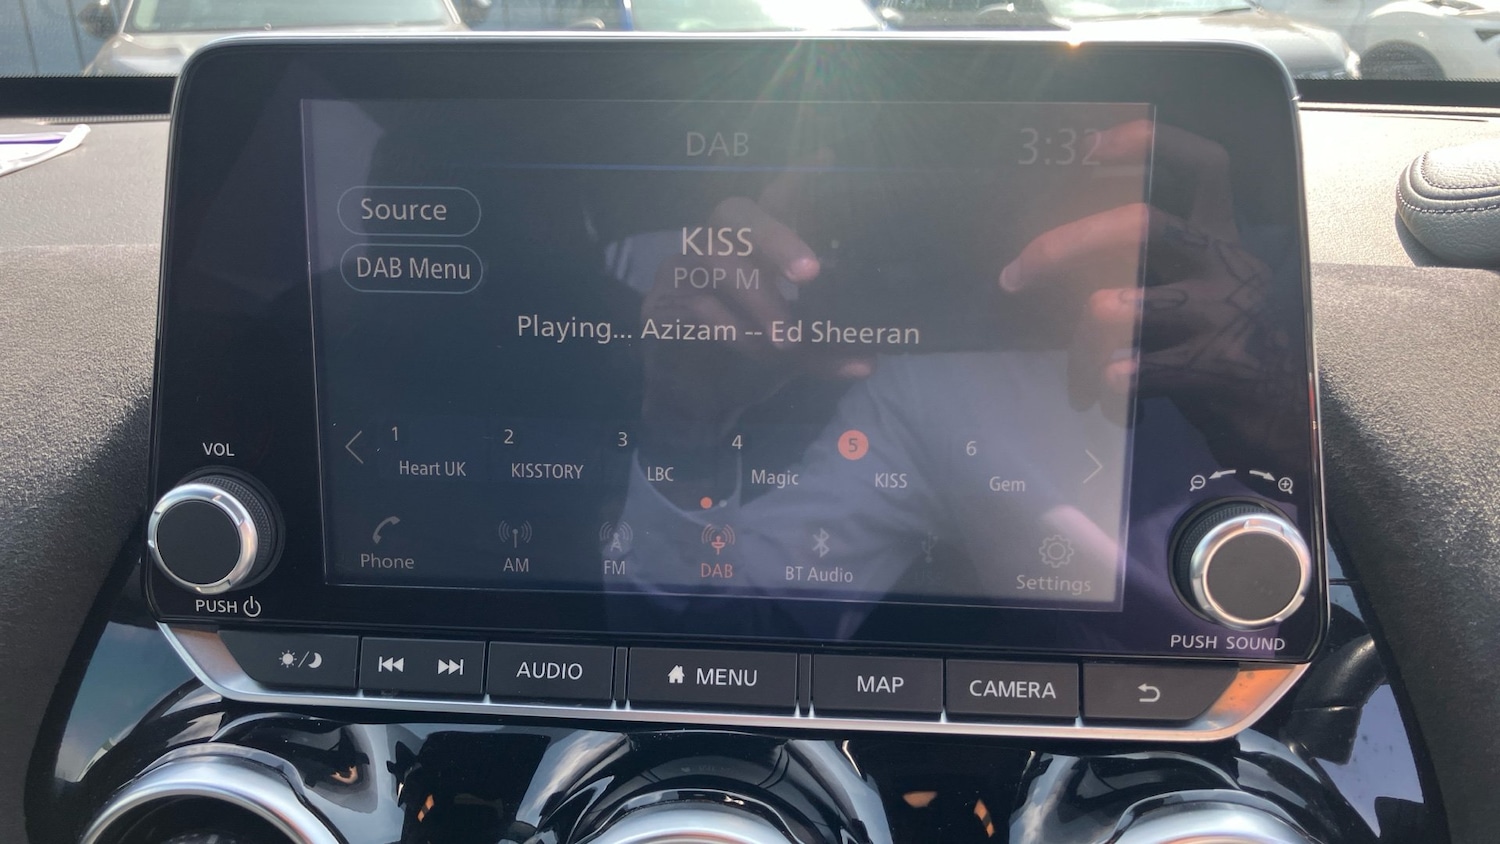 DAB
3:32
Source
DAB Menu
KISS
POP M
Playing... Azizam -- Ed Sheeran
1 2 3 4 5 6
Heart UK KISSTORY LBC Magic KISS Gem
Phone AM FM DAB BT Audio Settings
VOL
PUSH
PUSH SOUND
AUDIO
MENU
MAP
CAMERA